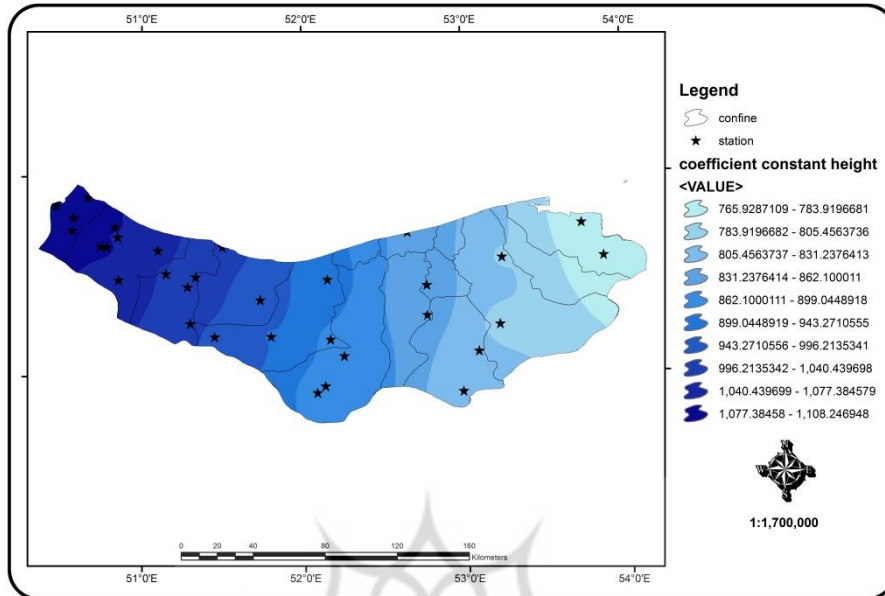 51°0'E 52°0'E 53°0'E 54°0'E
Legend
confine
station
coefficient constant height
<VALUE>
765.9287109 - 783.9196681
783.9196682 - 805.4563736
805.4563737 - 831.2376413
831.2376414 - 862.100011
862.1000111 - 899.0448918
899.0448919 - 943.2710555
943.2710556 - 996.2135341
996.2135342 - 1,040.439698
1,040.439699 - 1,077.384579
1,077.38458 - 1,108.246948
N
1:1,700,000
0 20 40 80 120 160
Kilometers
51°0'E 52°0'E 53°0'E 54°0'E